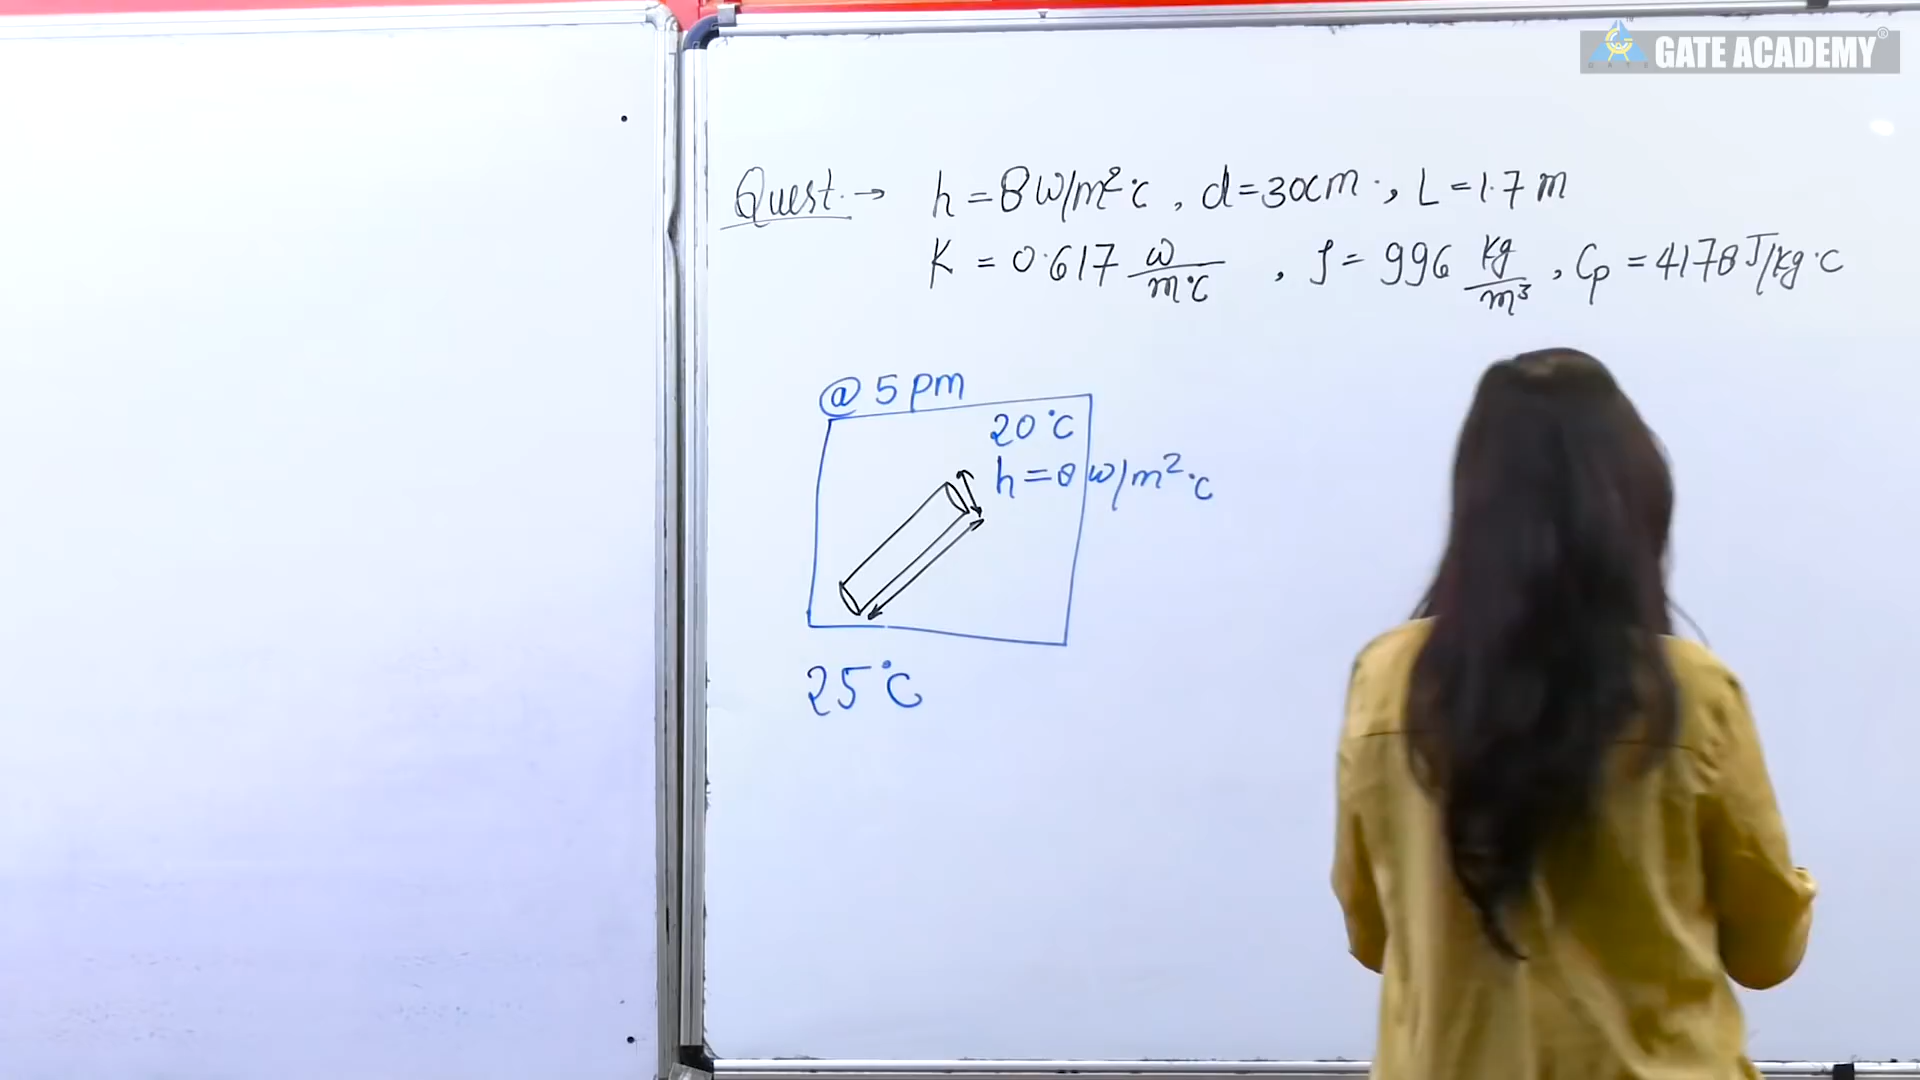 GATE ACADEMY
Quest. → h = 8 W/m²°C, d = 30cm, L = 1.7 m
K = 0.617 W/m°C, ρ = 996 kg/m³, Cp = 4178 J/kg°C
@ 5 pm
20°C
h = 8 W/m²°C
25°C